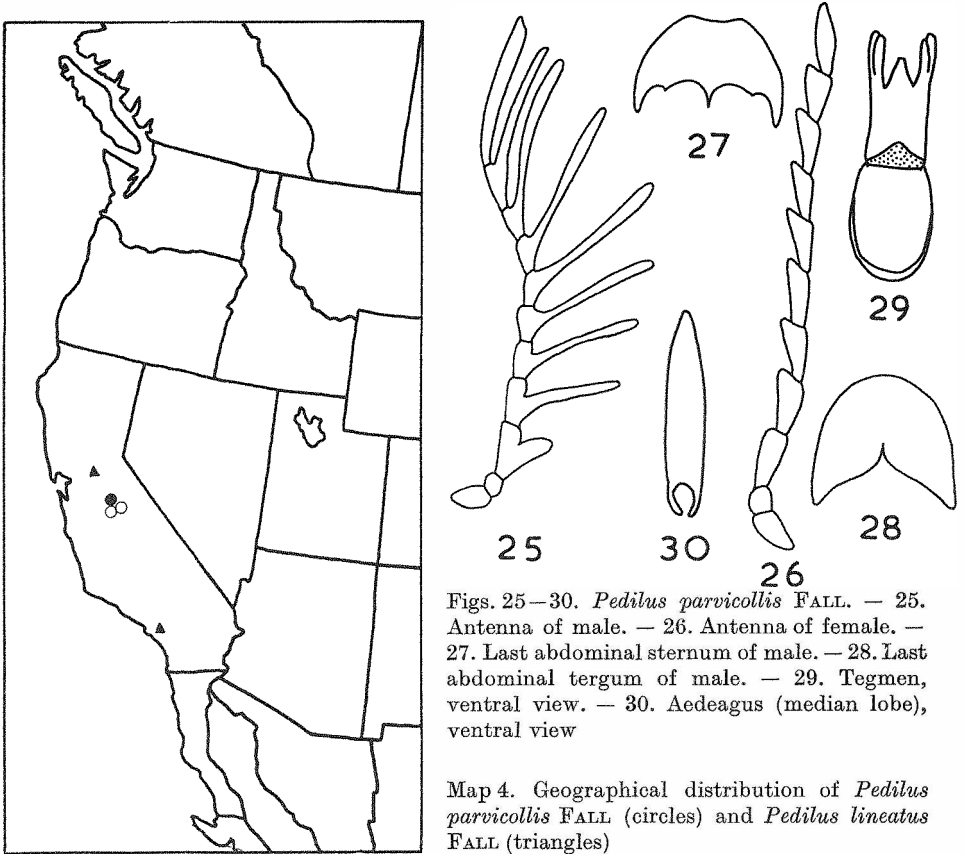 25
27
29
30
26
28
Figs. 25—30. Pedilus parvicollis FALL. — 25.
Antenna of male. — 26. Antenna of female. —
27. Last abdominal sternum of male. — 28. Last
abdominal tergum of male. — 29. Tegmen,
ventral view. — 30. Aedeagus (median lobe),
ventral view
Map 4. Geographical distribution of Pedilus
parvicollis FALL (circles) and Pedilus lineatus
FALL (triangles)